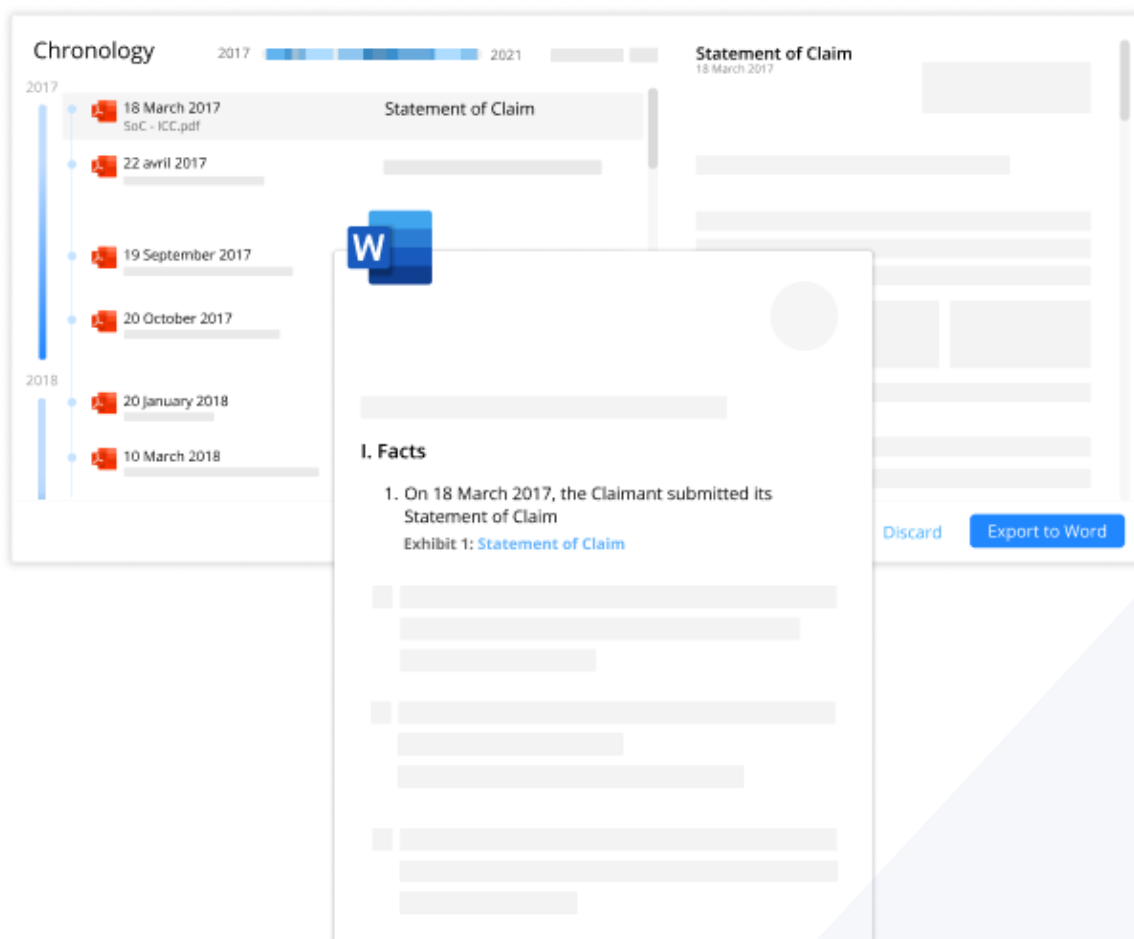 Chronology
2017
2021
2017
18 March 2017
Statement of Claim
SoC - ICC.pdf
22 avril 2017
19 September 2017
20 October 2017
2018
20 January 2018
10 March 2018
Statement of Claim
18 March 2017
W
I. Facts
1. On 18 March 2017, the Claimant submitted its
Statement of Claim
Exhibit 1: Statement of Claim
Discard
Export to Word